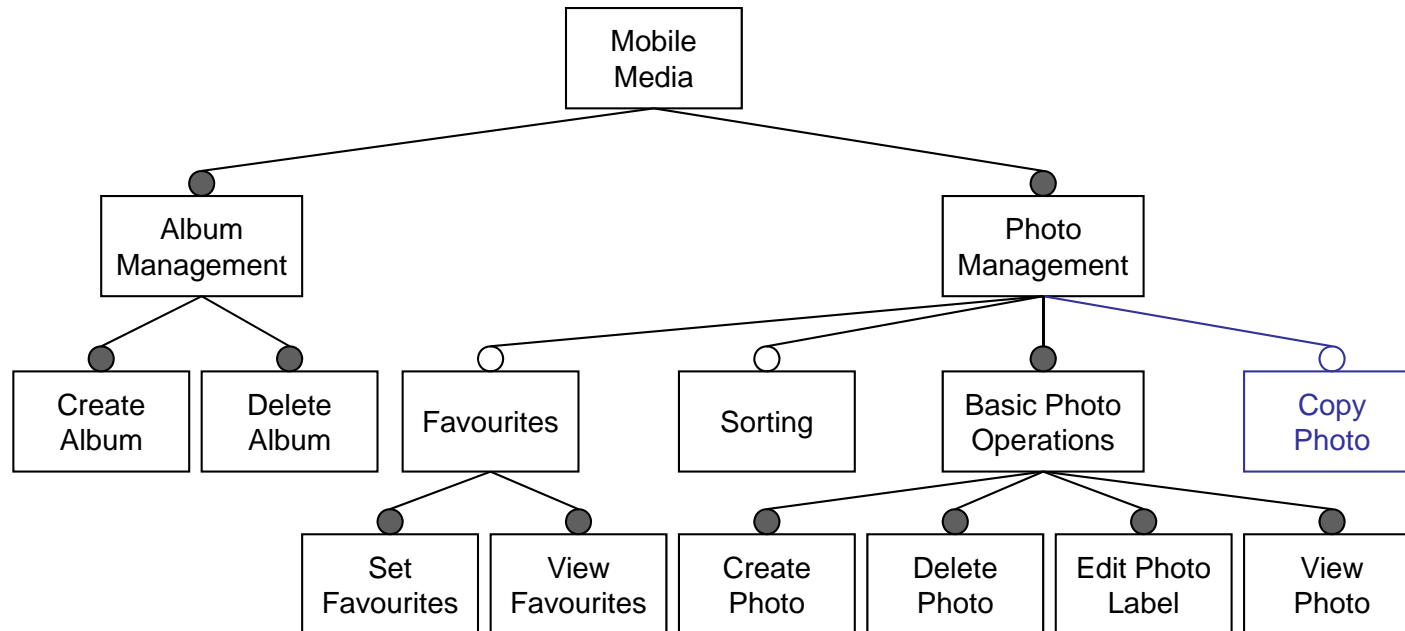 Mobile
Media
Album
Management
Photo
Management
Create
Album
Delete
Album
Favourites
Sorting
Basic Photo
Operations
Copy
Photo
Set
Favourites
View
Favourites
Create
Photo
Delete
Photo
Edit Photo
Label
View
Photo